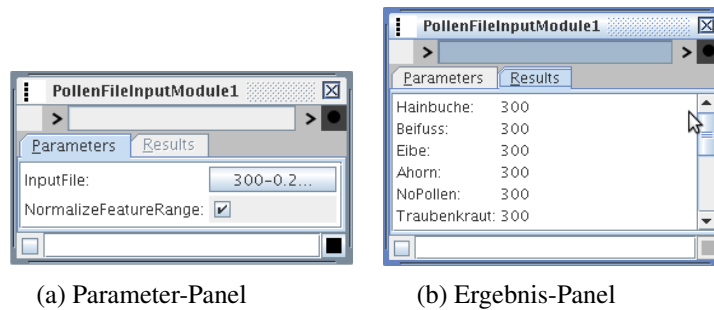 PollenFileInputModule1
Parameters Results
InputFile: 300-0.2...
NormalizeFeatureRange:
(a) Parameter-Panel
PollenFileInputModule1
Parameters Results
Hainbuche: 300
Beifuss: 300
Eibe: 300
Ahorn: 300
NoPollen: 300
Traubenkraut: 300
(b) Ergebnis-Panel